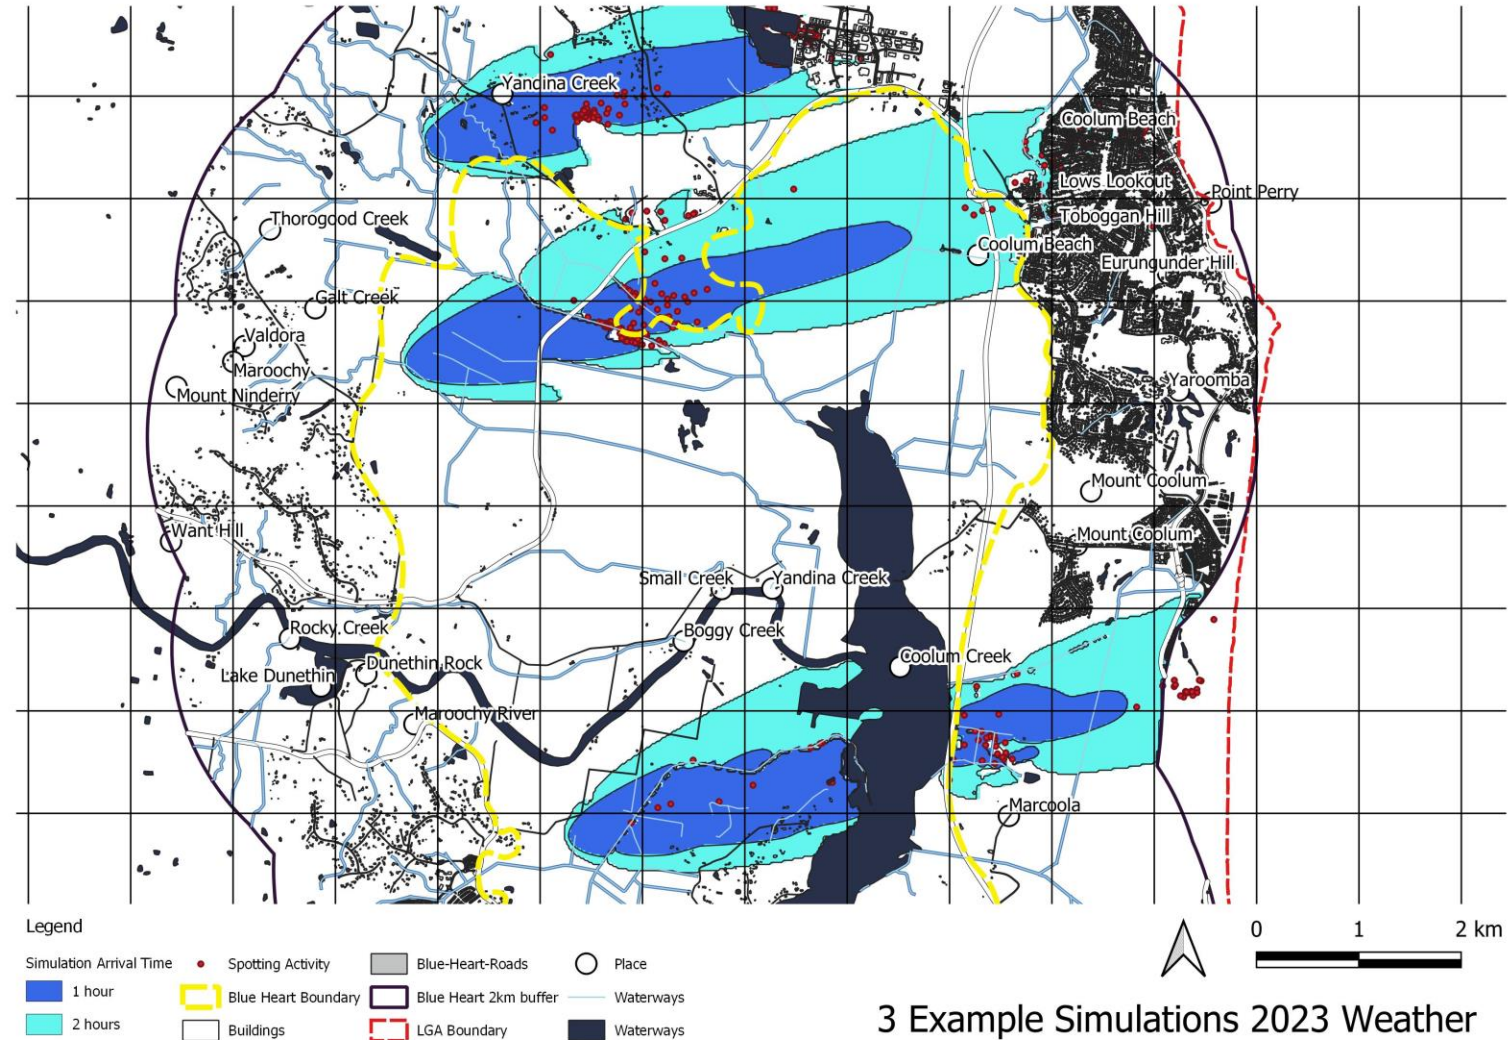 Yandina Creek
Coolum Beach
Lows Lookout
Point Perry
Thorogood Creek
Toboggan Hill
Coolum Beach
Eurungunder Hill
Galt Creek
Valdora
Maroochy
Yaroomba
Mount Ninderry
Mount Coolum
Want Hill
Mount Coolum
Small Creek
Yandina Creek
Rocky Creek
Boggy Creek
Coolum Creek
Dunethin Rock
Lake Dunethin
Maroochy River
Marcoola
Legend
Simulation Arrival Time
1 hour
2 hours
Spotting Activity
Blue Heart Boundary
Buildings
Blue-Heart-Roads
Blue Heart 2km buffer
LGA Boundary
Place
Waterways
Waterways
0 1 2 km
3 Example Simulations 2023 Weather